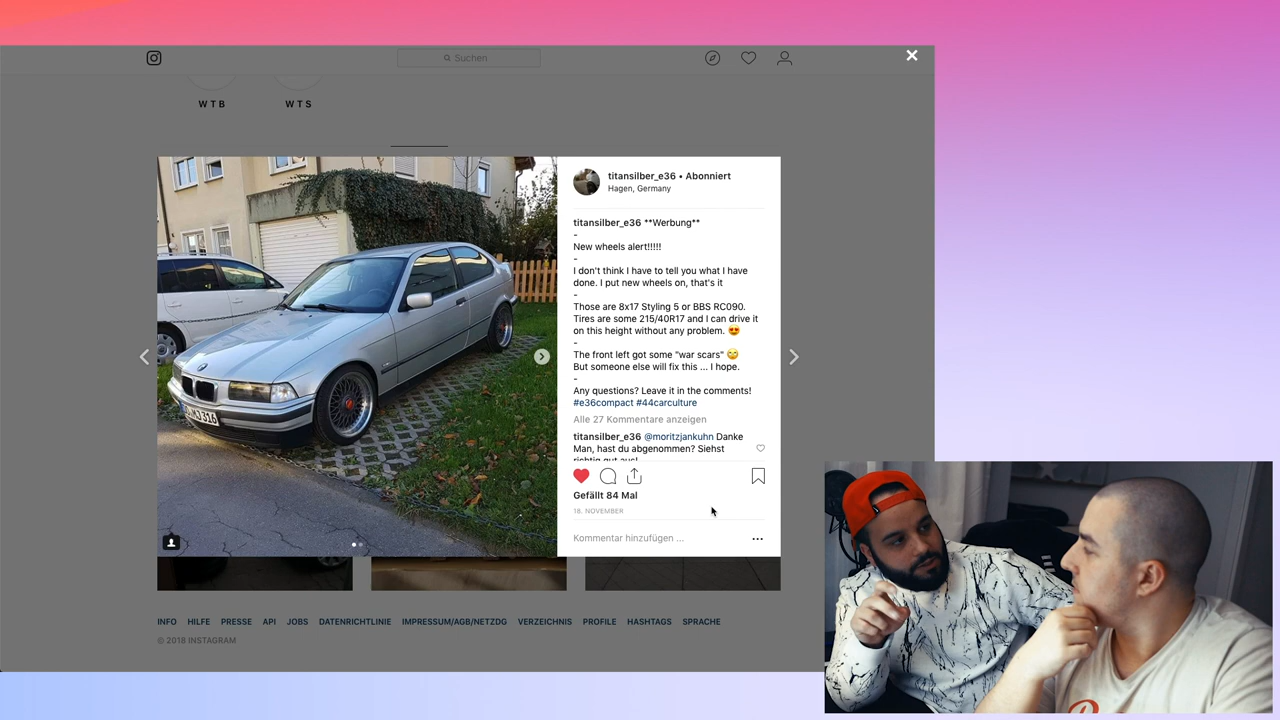 Suchen
W T B
W T S
titansilber_e36 • Abonniert
Hagen, Germany
titansilber_e36 **Werbung**
-
New wheels alert!!!!!
-
I don't think I have to tell you what I have
done. I put new wheels on, that's it
-
Those are 8x17 Styling 5 or BBS RC090.
Tires are some 215/40R17 and I can drive it
on this height without any problem. 😍
-
The front left got some "war scars" 🙄
But someone else will fix this ... I hope.
-
Any questions? Leave it in the comments!
#e36compact #44carculture
Alle 27 Kommentare anzeigen
titansilber_e36 @moritzjankuhn Danke
Man, hast du abgenommen? Siehst
richtig gut aus!
Gefällt 84 Mal
18. NOVEMBER
Kommentar hinzufügen ...
INFO HILFE PRESSE API JOBS DATENRICHTLINIE IMPRESSUM/AGB/NETZDG VERZEICHNIS PROFILE HASHTAGS SPRACHE
© 2018 INSTAGRAM